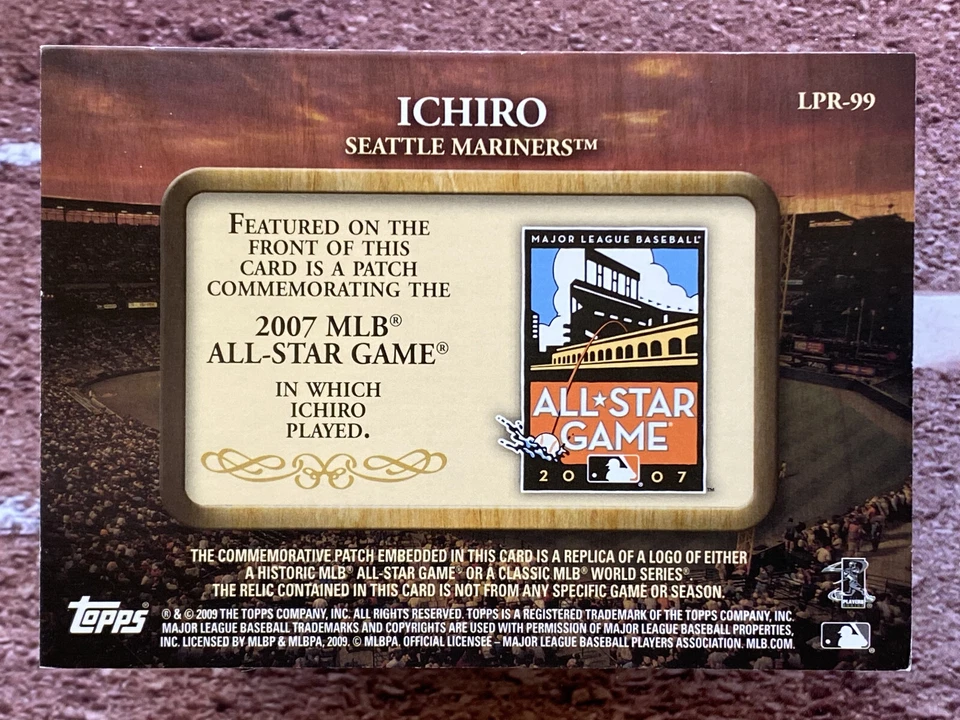 ICHIRO
LPR-99
SEATTLE MARINERS™
FEATURED ON THE
FRONT OF THIS
CARD IS A PATCH
COMMEMORATING THE
2007 MLB®
ALL-STAR GAME®
IN WHICH
ICHIRO
PLAYED.
MAJOR LEAGUE BASEBALL®
ALL★STAR
GAME®
2007™
THE COMMEMORATIVE PATCH EMBEDDED IN THIS CARD IS A REPLICA OF A LOGO OF EITHER
A HISTORIC MLB® ALL-STAR GAME® OR A CLASSIC MLB® WORLD SERIES®.
THE RELIC CONTAINED IN THIS CARD IS NOT FROM ANY SPECIFIC GAME OR SEASON.
topps®
® & © 2009 THE TOPPS COMPANY, INC. ALL RIGHTS RESERVED. TOPPS IS A REGISTERED TRADEMARK OF THE TOPPS COMPANY, INC.
MAJOR LEAGUE BASEBALL TRADEMARKS AND COPYRIGHTS ARE USED WITH PERMISSION OF MAJOR LEAGUE BASEBALL PROPERTIES,
INC. LICENSED BY MLBP & MLBPA, 2009. © MLBPA. OFFICIAL LICENSEE – MAJOR LEAGUE BASEBALL PLAYERS ASSOCIATION. MLB.COM.